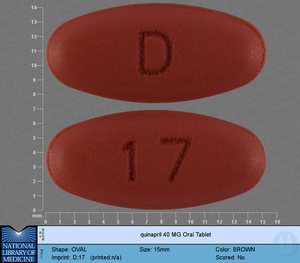 14
13
12
11
10
9
8
7
6
5
4
3
2
1
0
mm
0 1 2 3 4 5 6 7 8 9 10 11 12 13 14 15 16
D
17
NATIONAL
LIBRARY OF
MEDICINE
quinapril 40 MG Oral Tablet
Shape: OVAL Size: 15mm Color: BROWN
Imprint: D;17 (printed:n/a) Scored: No